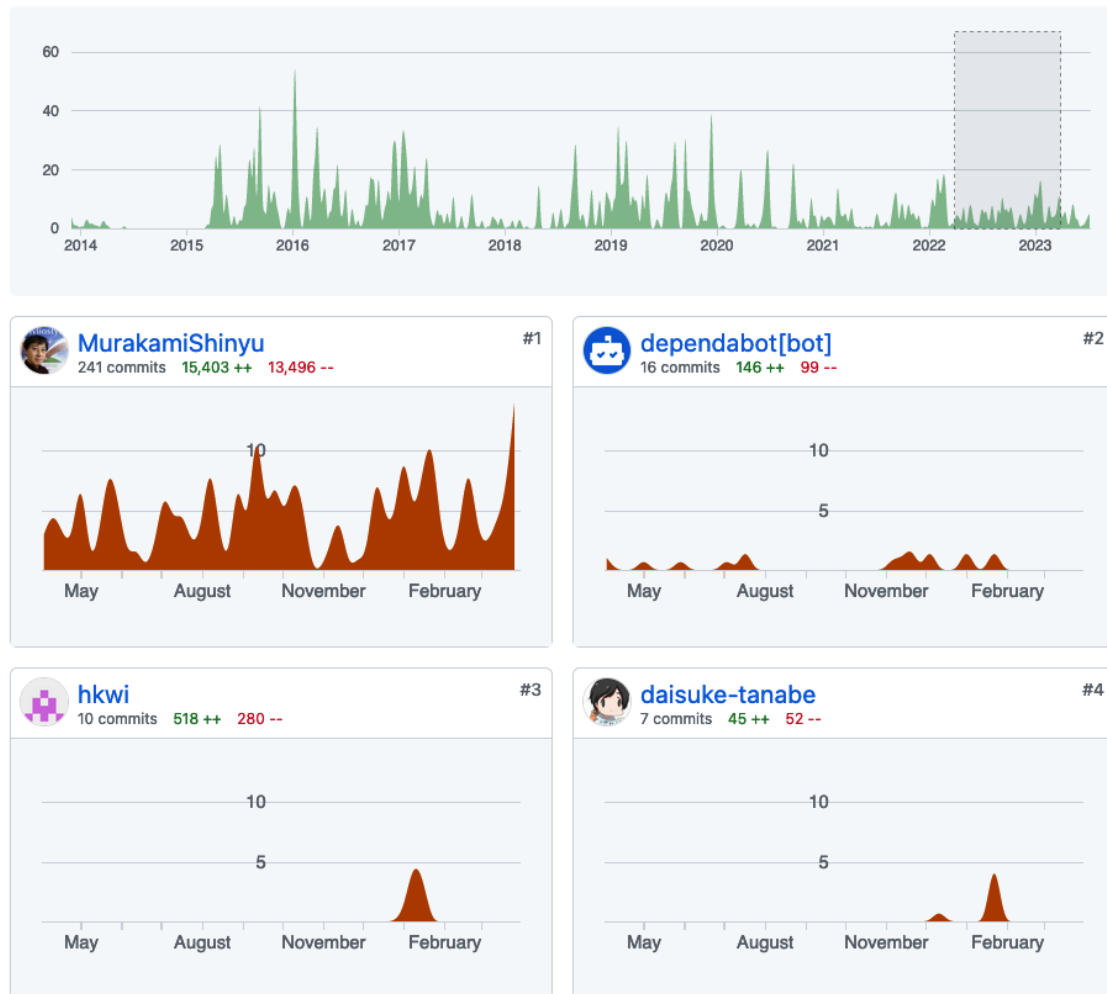 60
40
20
0
2014 2015 2016 2017 2018 2019 2020 2021 2022 2023
MurakamiShinyu #1
241 commits 15,403 ++ 13,496 --
10
May August November February
dependabot[bot] #2
16 commits 146 ++ 99 --
10
5
May August November February
hkwi #3
10 commits 518 ++ 280 --
10
5
May August November February
daisuke-tanabe #4
7 commits 45 ++ 52 --
10
5
May August November February